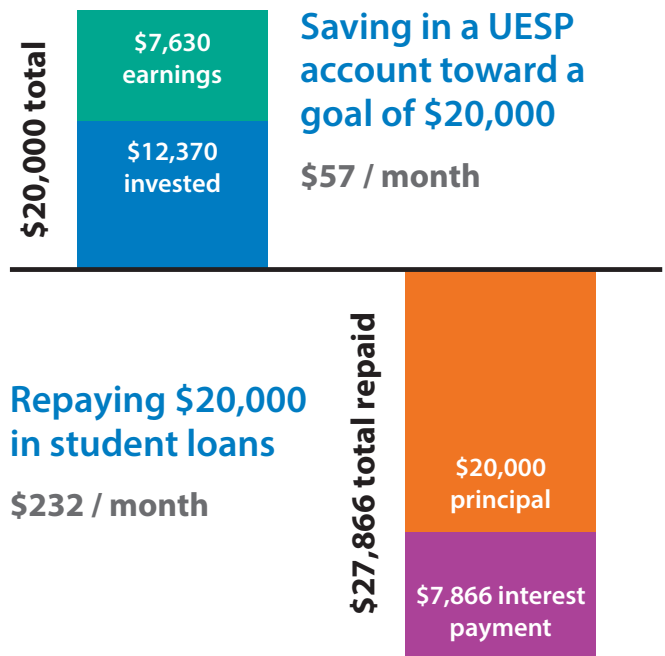 $20,000 total
$7,630
earnings
$12,370
invested
Saving in a UESP
account toward a
goal of $20,000
$57 / month
Repaying $20,000
in student loans
$232 / month
$27,866 total repaid
$20,000
principal
$7,866 interest
payment